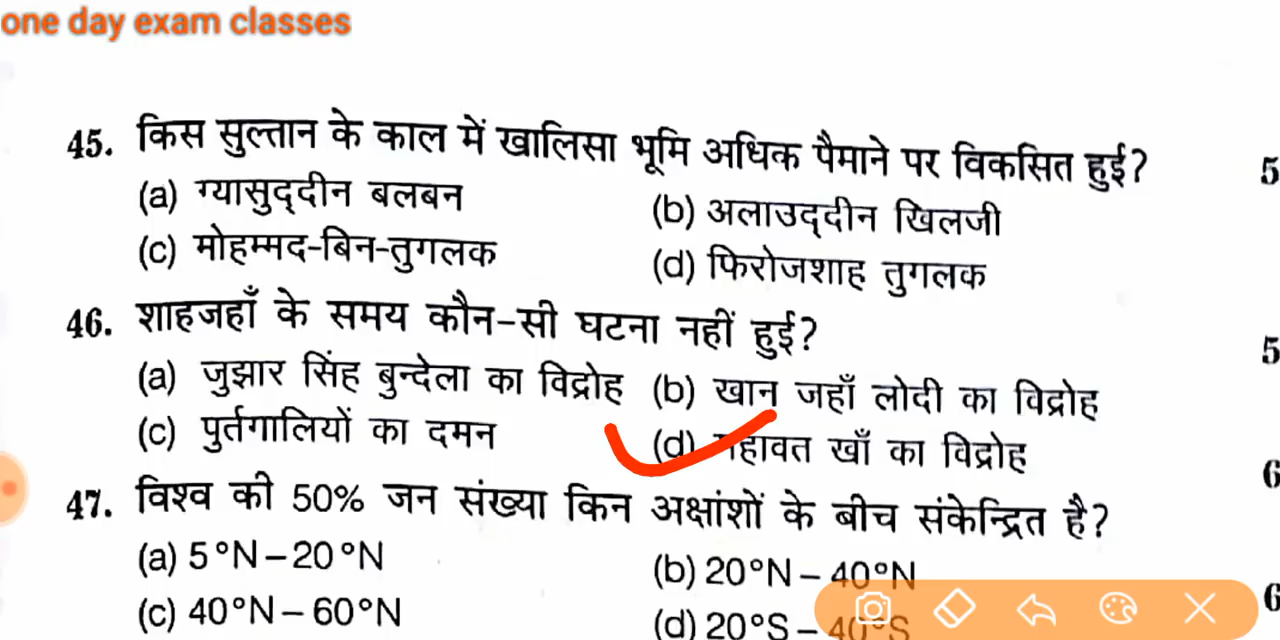 one day exam classes
45. किस सुल्तान के काल में खालिसा भूमि अधिक पैमाने पर विकसित हुई?
(a) ग्यासुद्दीन बलबन (b) अलाउद्दीन खिलजी
(c) मोहम्मद-बिन-तुगलक (d) फिरोजशाह तुगलक
46. शाहजहाँ के समय कौन-सी घटना नहीं हुई?
(a) जुझार सिंह बुन्देला का विद्रोह (b) खान जहाँ लोदी का विद्रोह
(c) पुर्तगालियों का दमन (d) महावत खाँ का विद्रोह
47. विश्व की 50% जन संख्या किन अक्षांशों के बीच संकेन्द्रित है?
(a) 5°N – 20°N (b) 20°N – 40°N
(c) 40°N – 60°N (d) 20°S – 40°S
5
5
6
6